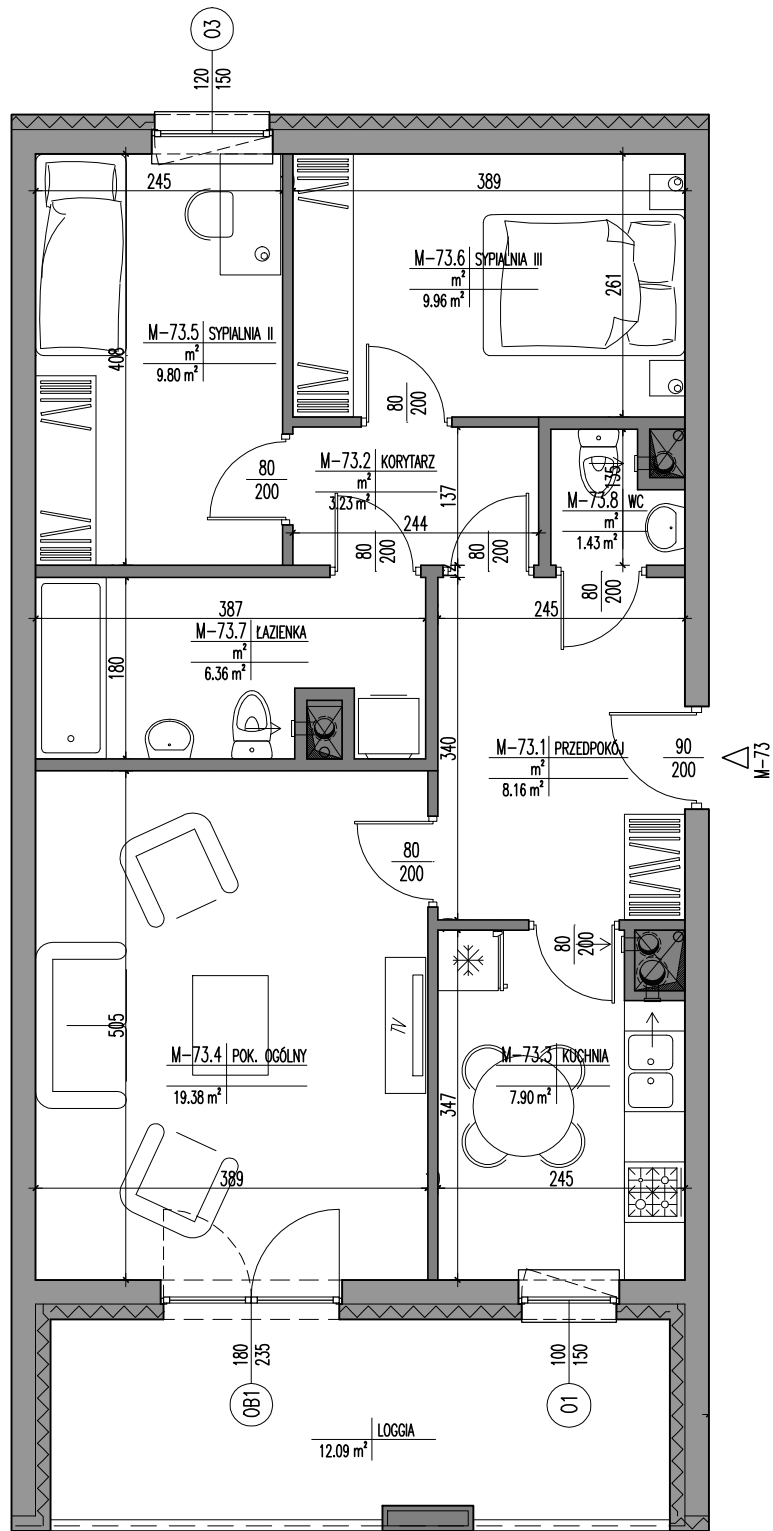 03
120
150
245
389
M-73.6 SYPIALNIA III
m²
9.96 m²
261
M-73.5 SYPIALNIA II
m²
9.80 m²
408
80
200
M-73.2 KORYTARZ
m²
3.23 m²
80
200
137
244
135
M-73.8 WC
m²
1.43 m²
80
200
80
200
80
200
387
245
M-73.7 ŁAZIENKA
m²
6.36 m²
180
340
M-73.1 PRZEDPOKÓJ
m²
8.16 m²
90
200
M-73
80
200
80
200
TV
505
M-73.4 POK. OGÓLNY
19.38 m²
M-73.3 KUCHNIA
7.90 m²
347
389
245
180
235
0B1
100
150
01
LOGGIA
12.09 m²